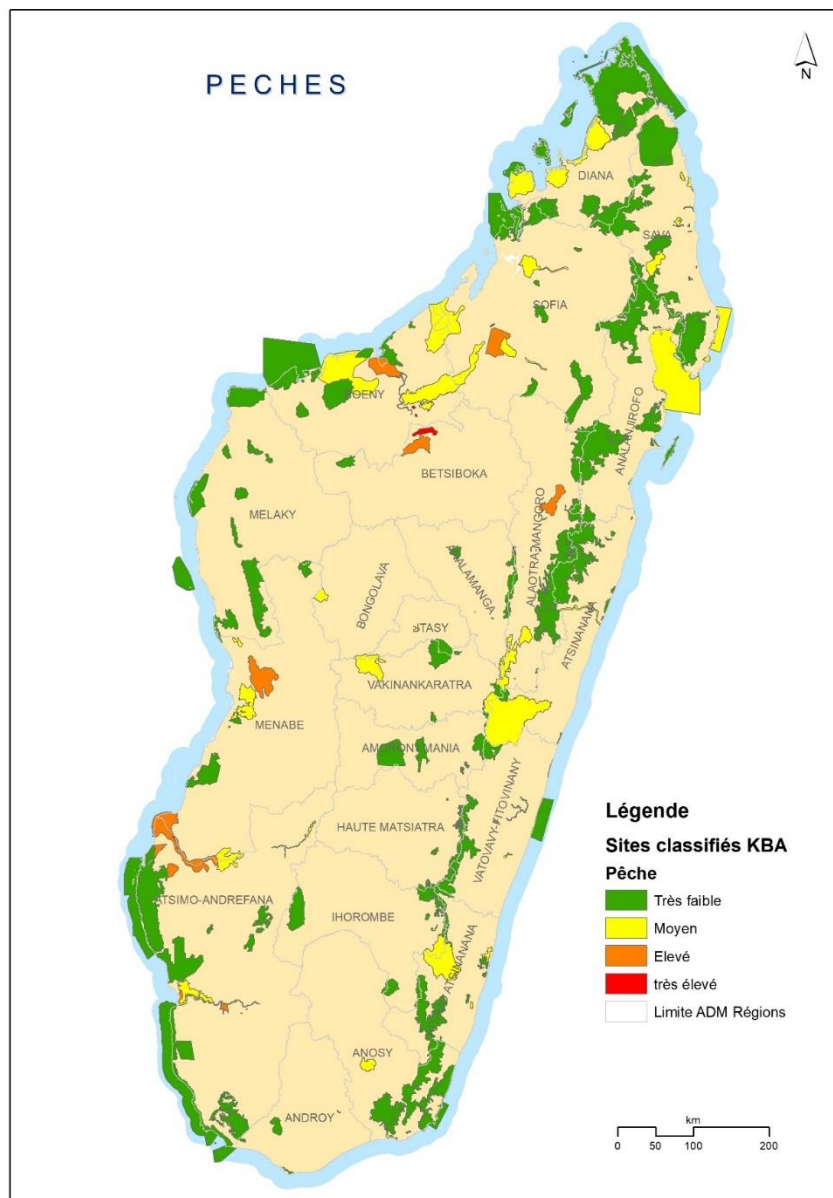 PECHES
N
DIANA
SAVA
SOFIA
BOENY
ANALANJIROFO
BETSIBOKA
MELAKY
ALAOTRA-MANGORO
BONGOLAVA
ANALAMANGA
ITASY
ATSINANANA
VAKINANKARATRA
MENABE
AMORON'I MANIA
HAUTE MATSIATRA
VATOVAVY-FITOVINANY
ATSIMO-ANDREFANA
IHOROMBE
ATSINANANA
ANOSY
ANDROY
Légende
Sites classifiés KBA
Pêche
Très faible
Moyen
Elevé
très élevé
Limite ADM Régions
km
0 50 100 200